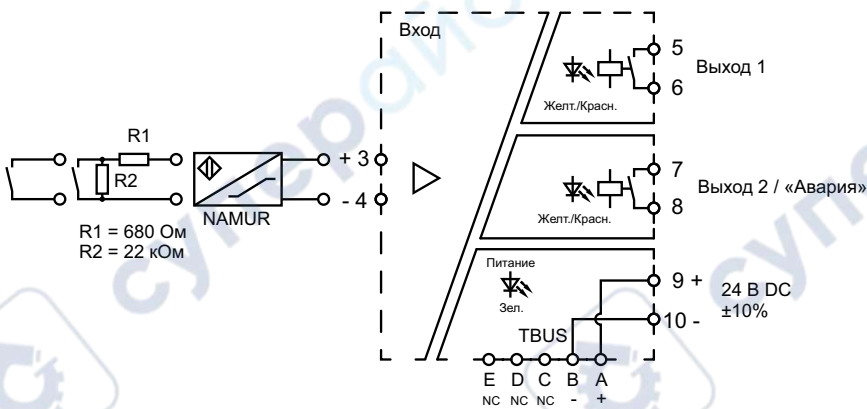 Вход
5
Выход 1
6
Желт./Красн.
R1
R2
NAMUR
+ 3
- 4
R1 = 680 Ом
R2 = 22 кОм
7
Выход 2 / «Авария»
8
Желт./Красн.
Питание
Зел.
9 +
24 В DC
±10%
10 -
TBUS
E D C B A
NC NC NC - +
суперайс